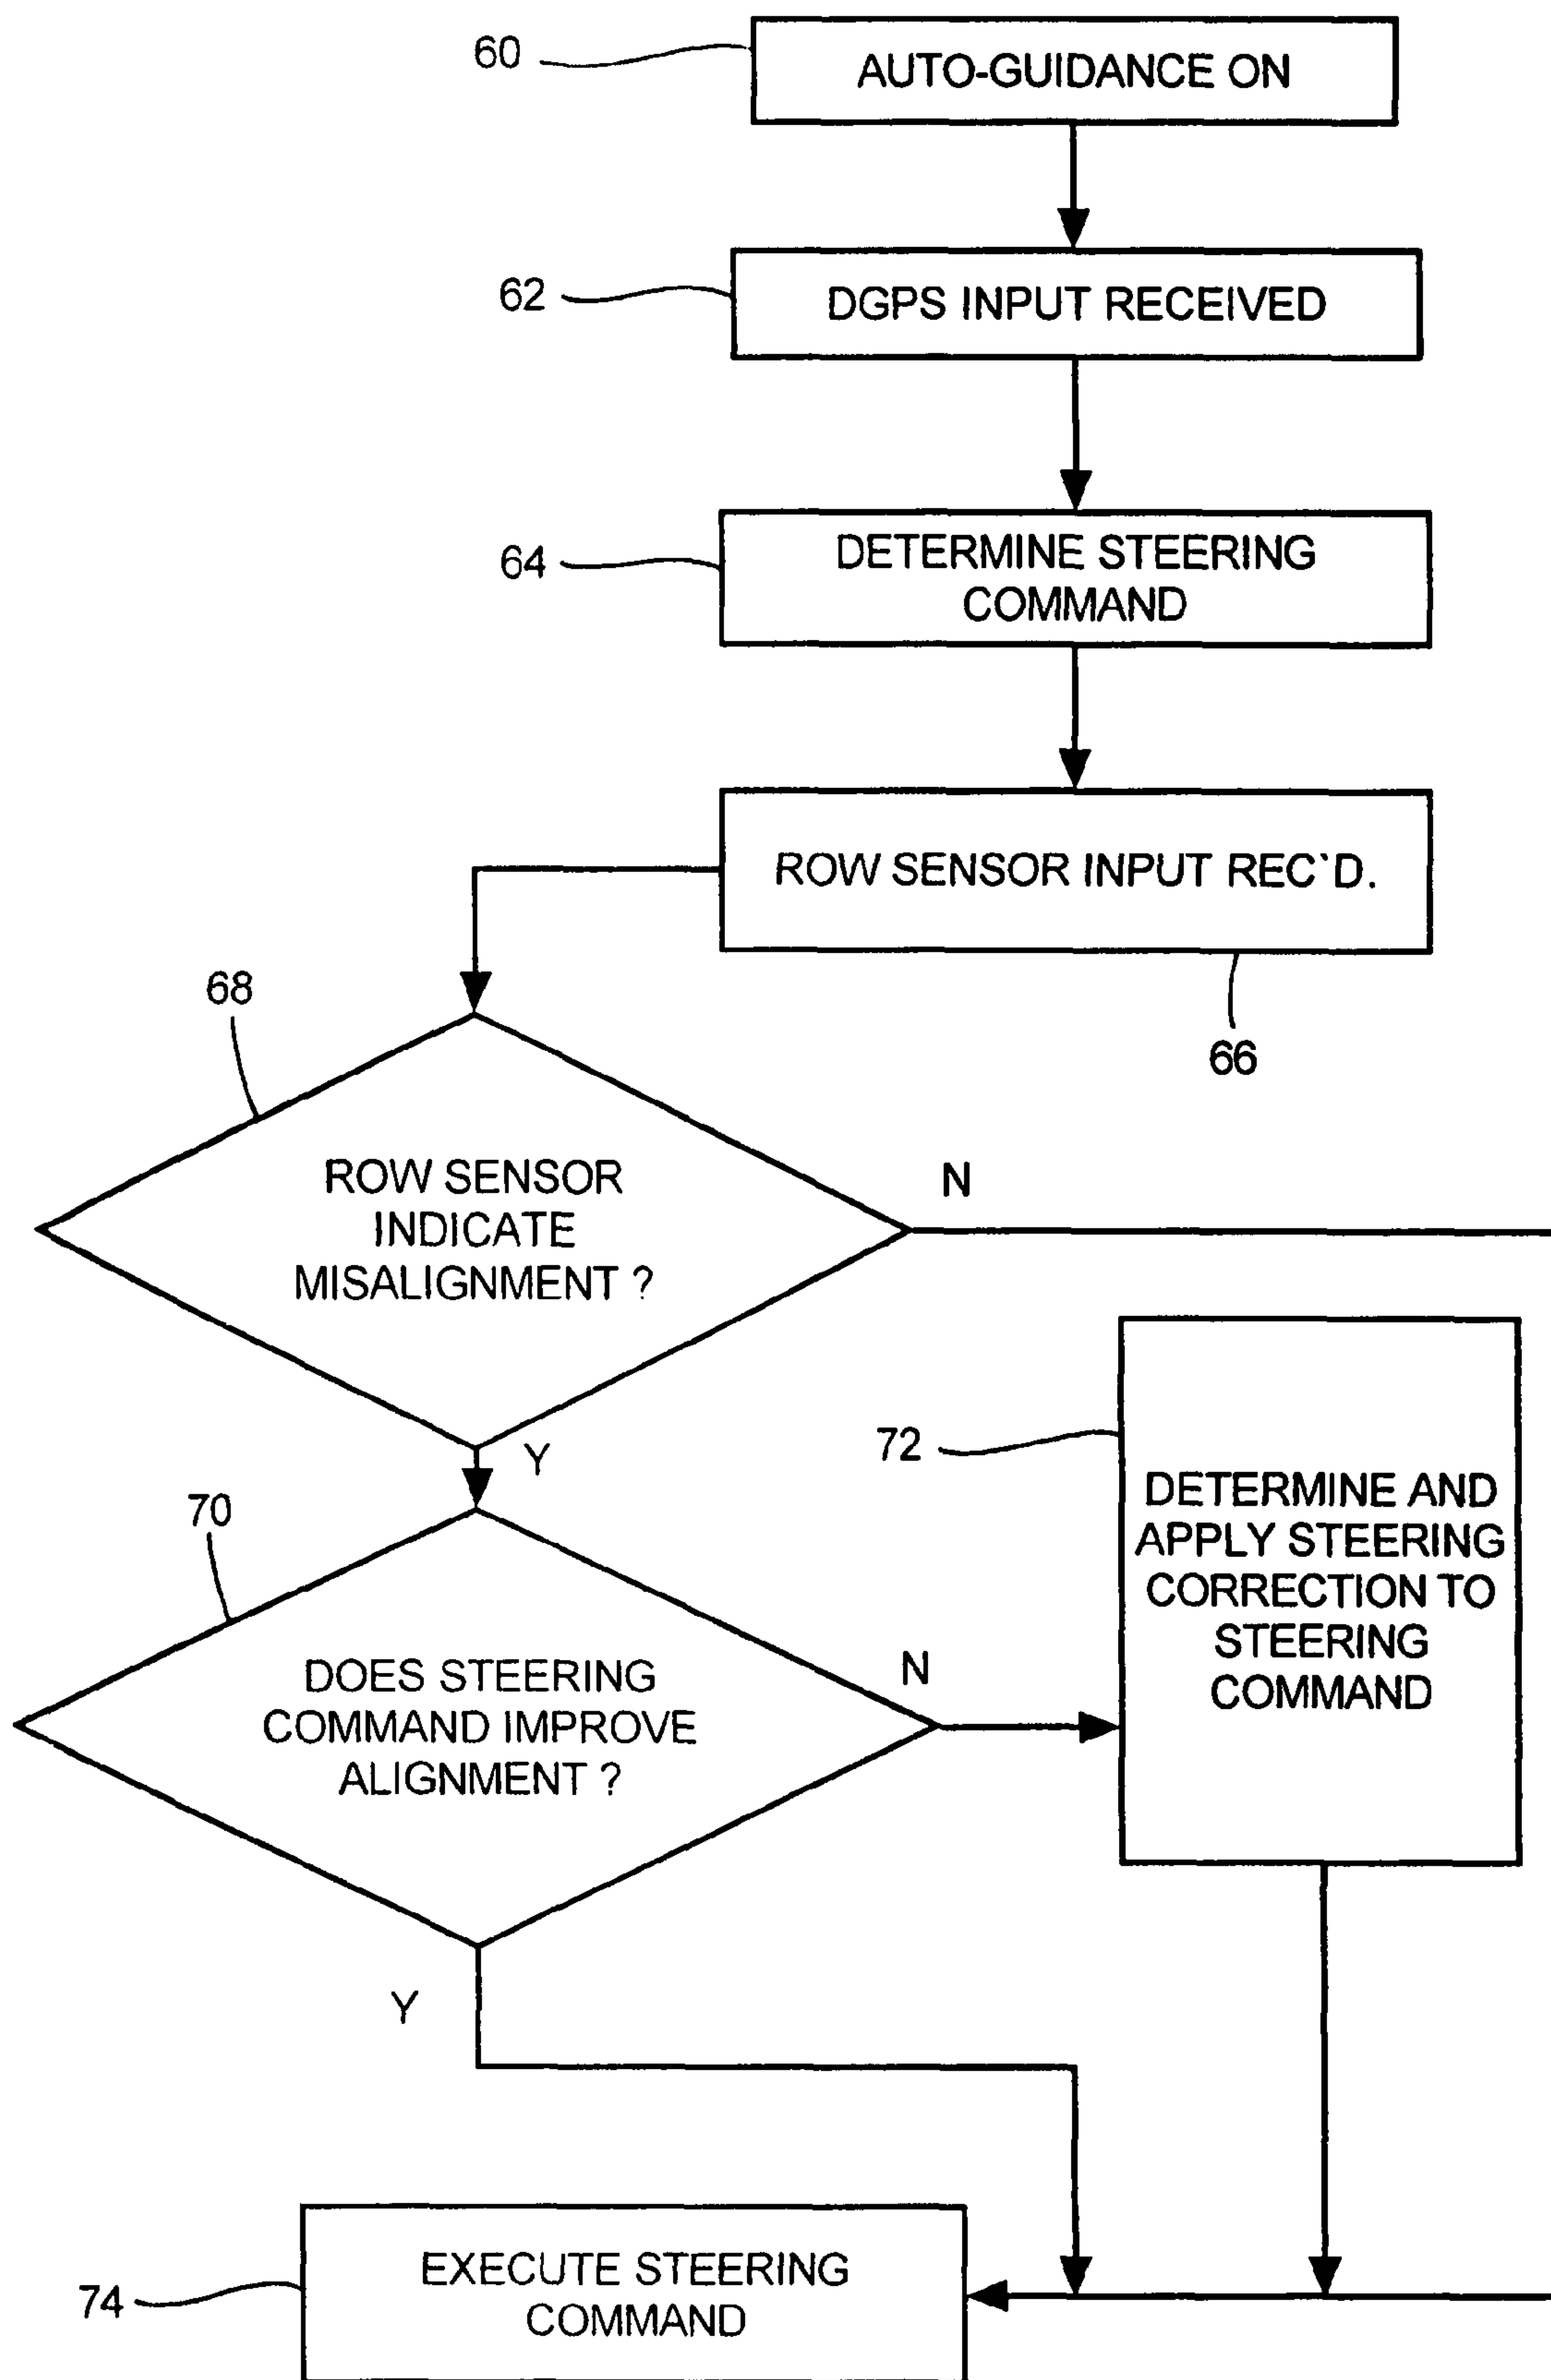 60
AUTO-GUIDANCE ON
62
DGPS INPUT RECEIVED
64
DETERMINE STEERING
COMMAND
ROW SENSOR INPUT REC`D.
66
68
ROW SENSOR
INDICATE
MISALIGNMENT ?
N
Y
70
DOES STEERING
COMMAND IMPROVE
ALIGNMENT ?
N
Y
72
DETERMINE AND
APPLY STEERING
CORRECTION TO
STEERING
COMMAND
74
EXECUTE STEERING
COMMAND